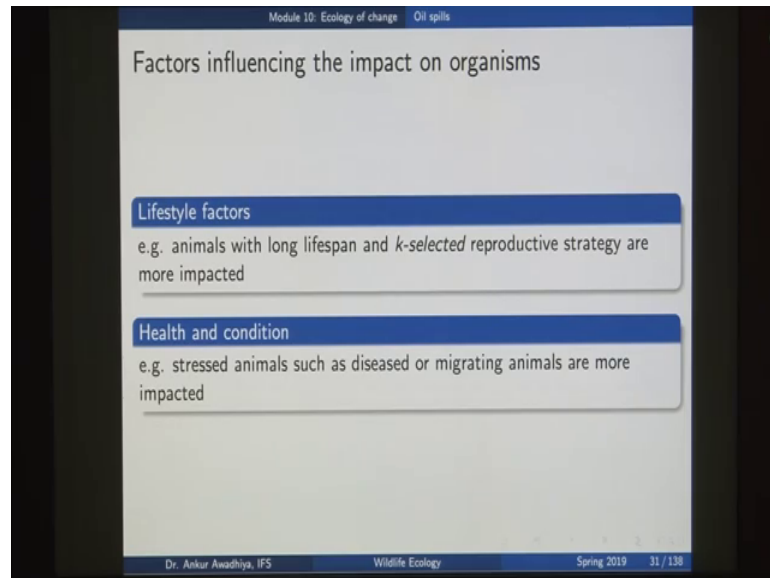 Module 10: Ecology of change Oil spills
Factors influencing the impact on organisms
Lifestyle factors
e.g. animals with long lifespan and k-selected reproductive strategy are
more impacted
Health and condition
e.g. stressed animals such as diseased or migrating animals are more
impacted
Dr. Ankur Awadhiya, IFS Wildlife Ecology Spring 2019 31 / 138